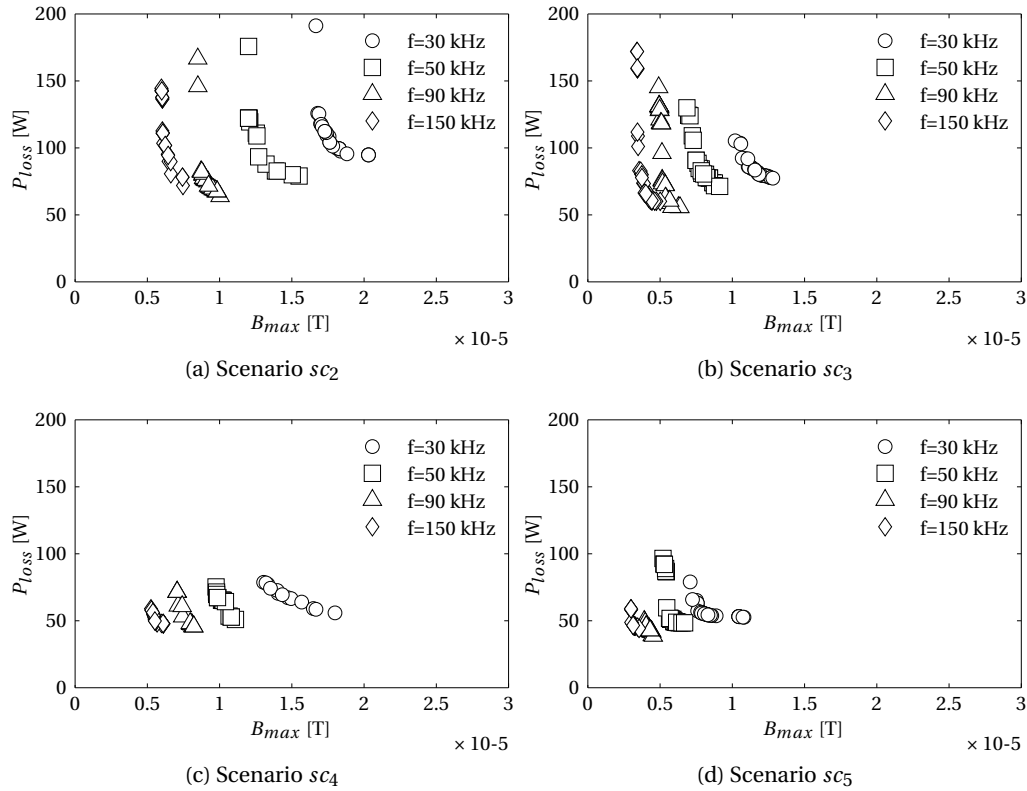 200
150
100
50
0
P_loss [W]
f=30 kHz
f=50 kHz
f=90 kHz
f=150 kHz
0 0.5 1 1.5 2 2.5 3
B_max [T]
× 10-5
(a) Scenario sc2
200
150
100
50
0
P_loss [W]
f=30 kHz
f=50 kHz
f=90 kHz
f=150 kHz
0 0.5 1 1.5 2 2.5 3
B_max [T]
× 10-5
(b) Scenario sc3
200
150
100
50
0
P_loss [W]
f=30 kHz
f=50 kHz
f=90 kHz
f=150 kHz
0 0.5 1 1.5 2 2.5 3
B_max [T]
× 10-5
(c) Scenario sc4
200
150
100
50
0
P_loss [W]
f=30 kHz
f=50 kHz
f=90 kHz
f=150 kHz
0 0.5 1 1.5 2 2.5 3
B_max [T]
× 10-5
(d) Scenario sc5